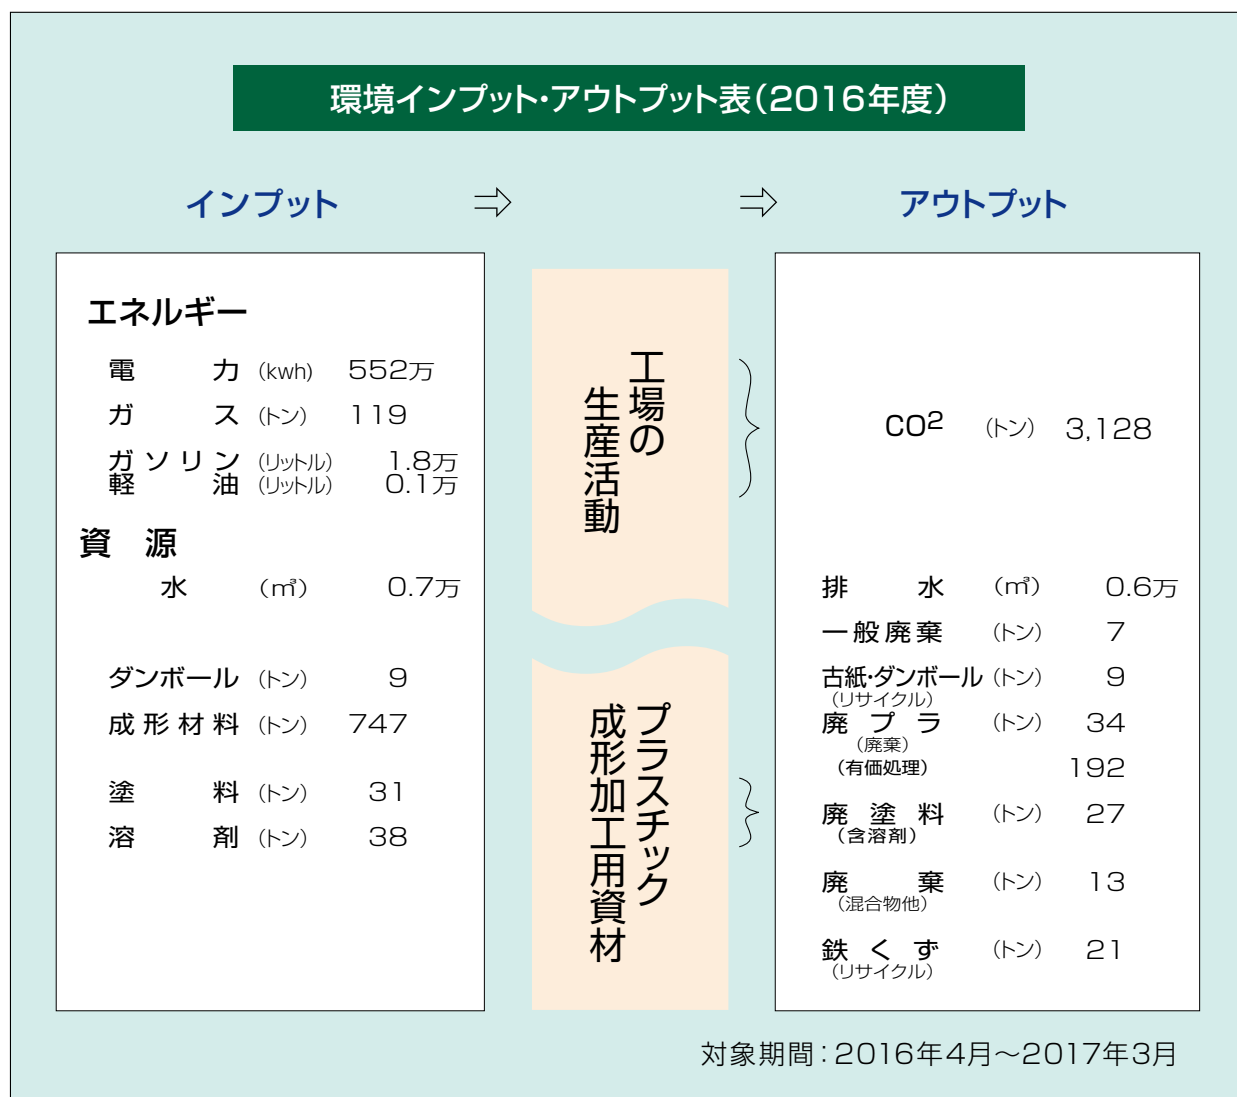 環境インプット・アウトプット表(2016年度)
インプット ⇨ ⇨ アウトプット
エネルギー
電力 (kwh) 552万
ガス (トン) 119
ガソリン (リットル) 1.8万
軽油 (リットル) 0.1万
資源
水 (㎥) 0.7万
ダンボール (トン) 9
成形材料 (トン) 747
塗料 (トン) 31
溶剤 (トン) 38
工場の
生産活動
プラスチック
成形加工用資材
CO2 (トン) 3,128
排水 (㎥) 0.6万
一般廃棄 (トン) 7
古紙・ダンボール (トン) 9
(リサイクル)
廃プラ (トン) 34
(廃棄)
(有価処理) 192
廃塗料 (トン) 27
(含溶剤)
廃棄 (トン) 13
(混合物他)
鉄くず (トン) 21
(リサイクル)
対象期間:2016年4月～2017年3月